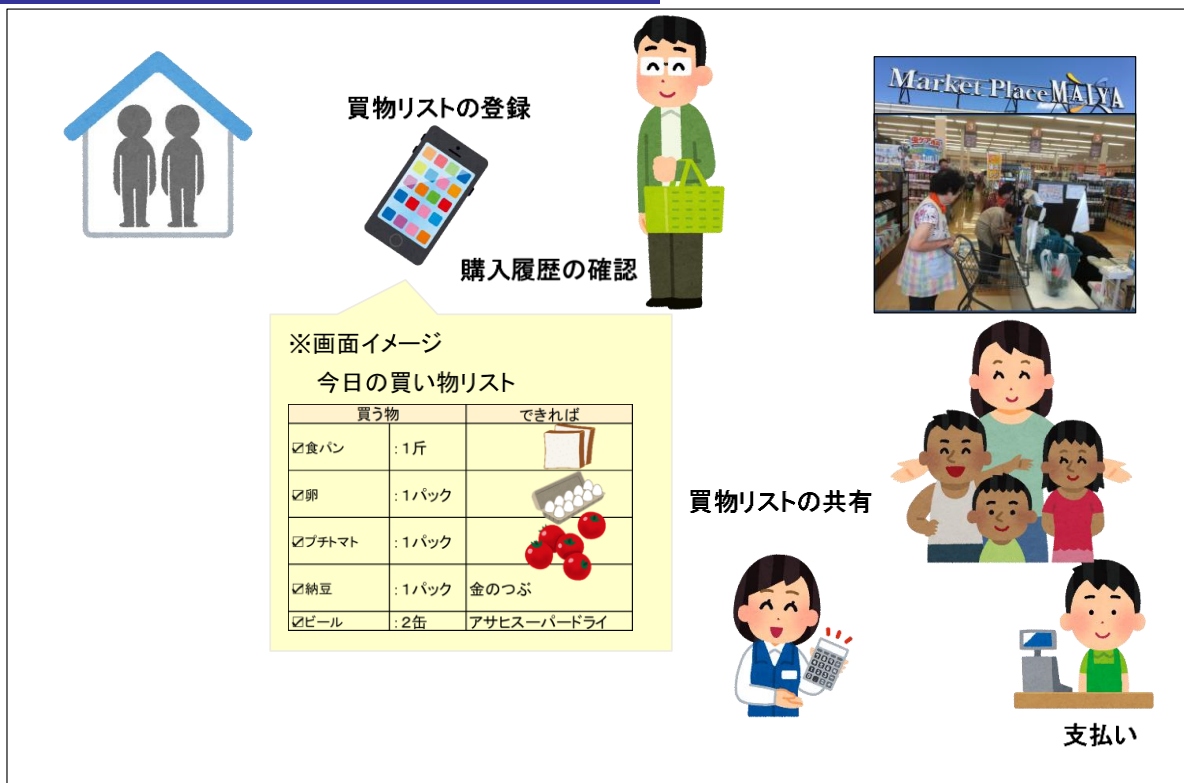 買物リストの登録
Market Place MAIYA
購入履歴の確認
※画面イメージ
今日の買い物リスト
買う物 できれば
☑食パン :1斤
☑卵 :1パック
☑プチトマト :1パック
☑納豆 :1パック 金のつぶ
☑ビール :2缶 アサヒスーパードライ
買物リストの共有
支払い